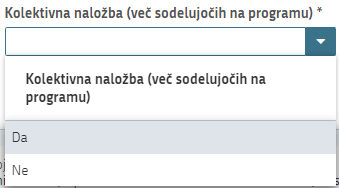 Kolektivna naložba (več sodelujočih na programu) *
Kolektivna naložba (več sodelujočih na
programu)
Da
Ne